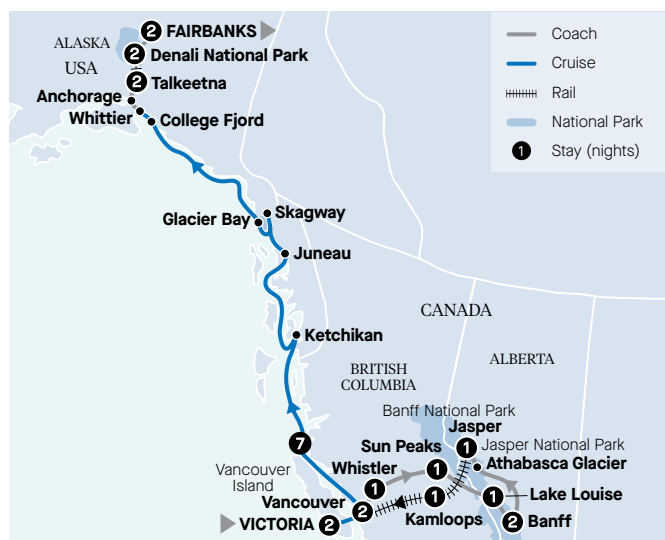 2 FAIRBANKS
ALASKA
2 Denali National Park
USA
2 Talkeetna
Anchorage
Whittier
College Fjord
Coach
Cruise
Rail
National Park
1 Stay (nights)
Skagway
Glacier Bay
Juneau
Ketchikan
CANADA
BRITISH
COLUMBIA
ALBERTA
Banff National Park
Jasper
1
Jasper National Park
7
Sun Peaks
1
Athabasca Glacier
Whistler
1
Vancouver
Island
Lake Louise
1
Kamloops
1
Vancouver
2
VICTORIA 2
2 Banff